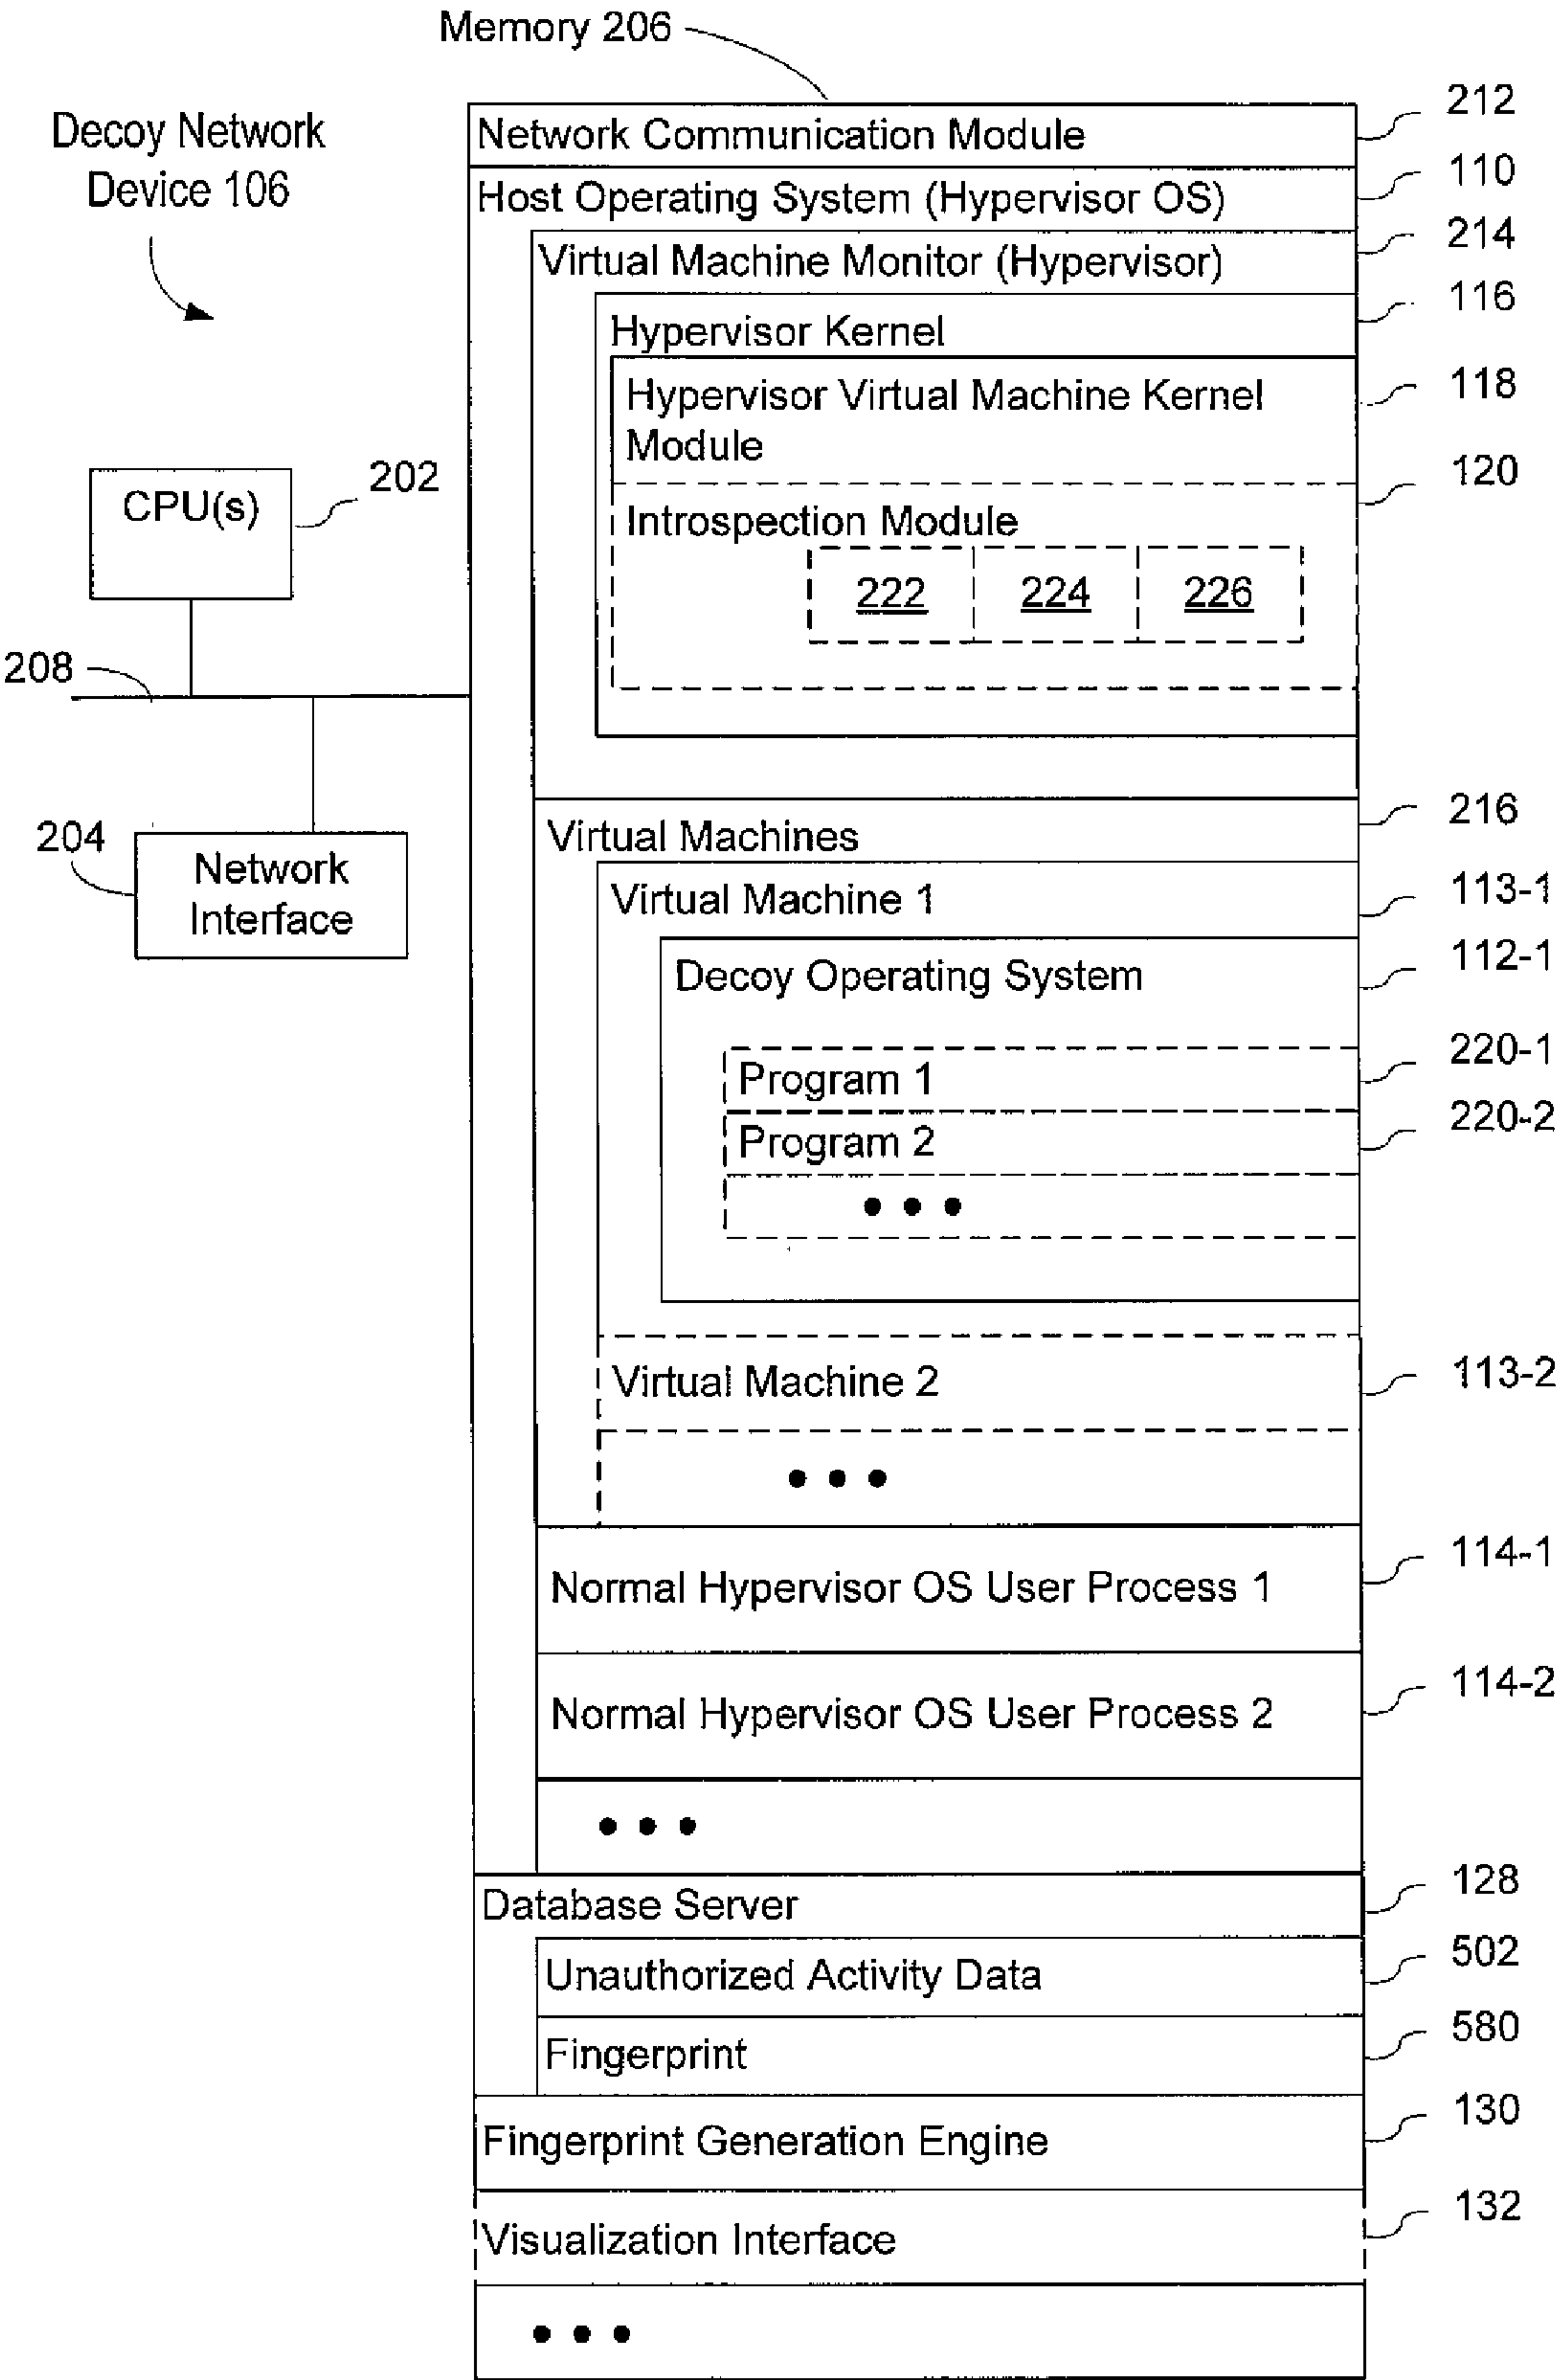 Memory 206
Decoy Network
Device 106
Network Communication Module
212
Host Operating System (Hypervisor OS)
110
Virtual Machine Monitor (Hypervisor)
214
Hypervisor Kernel
116
Hypervisor Virtual Machine Kernel
Module
118
Introspection Module
120
222
224
226
CPU(s)
202
208
204
Network
Interface
Virtual Machines
216
Virtual Machine 1
113-1
Decoy Operating System
112-1
Program 1
220-1
Program 2
220-2
• • •
Virtual Machine 2
113-2
• • •
Normal Hypervisor OS User Process 1
114-1
Normal Hypervisor OS User Process 2
114-2
• • •
Database Server
128
Unauthorized Activity Data
502
Fingerprint
580
Fingerprint Generation Engine
130
Visualization Interface
132
• • •